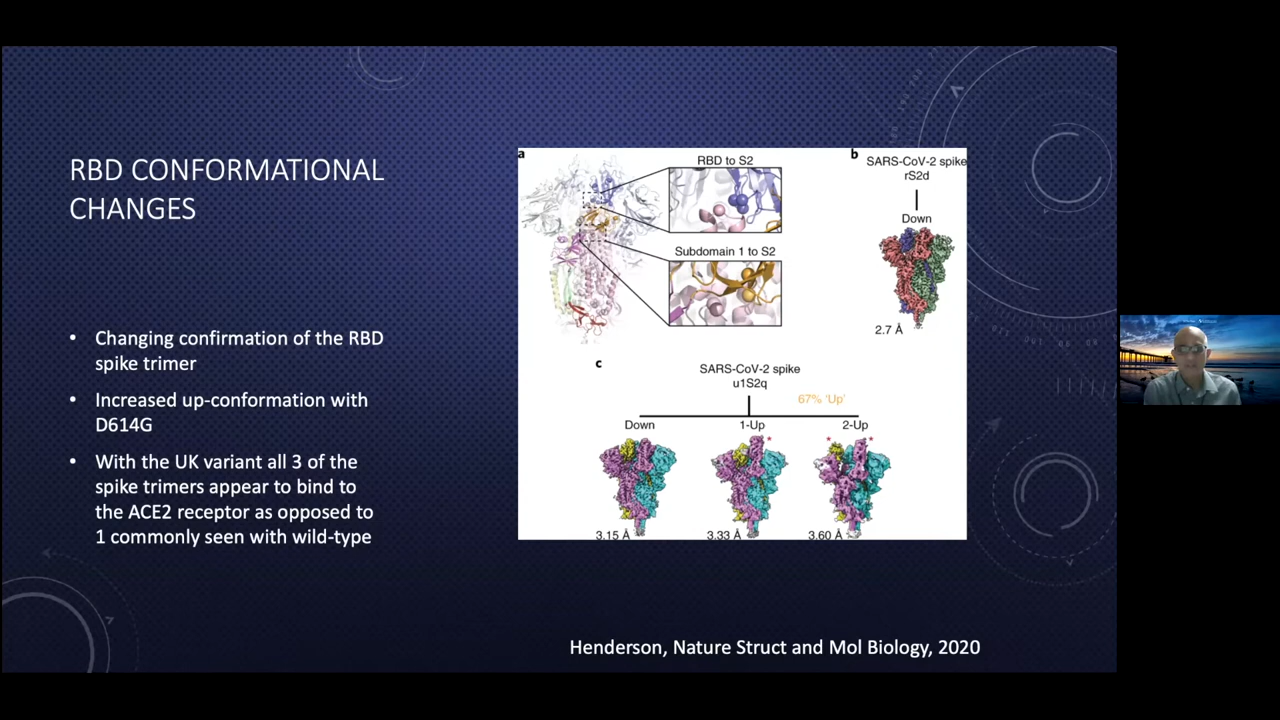 RBD CONFORMATIONAL
CHANGES
• Changing confirmation of the RBD
spike trimer
• Increased up-conformation with
D614G
• With the UK variant all 3 of the
spike trimers appear to bind to
the ACE2 receptor as opposed to
1 commonly seen with wild-type
a
RBD to S2
Subdomain 1 to S2
b
SARS-CoV-2 spike
rS2d
Down
2.7 Å
c
SARS-CoV-2 spike
u1S2q
67% 'Up'
Down
1-Up
2-Up
* * *
3.15 Å
3.33 Å
3.60 Å
Henderson, Nature Struct and Mol Biology, 2020